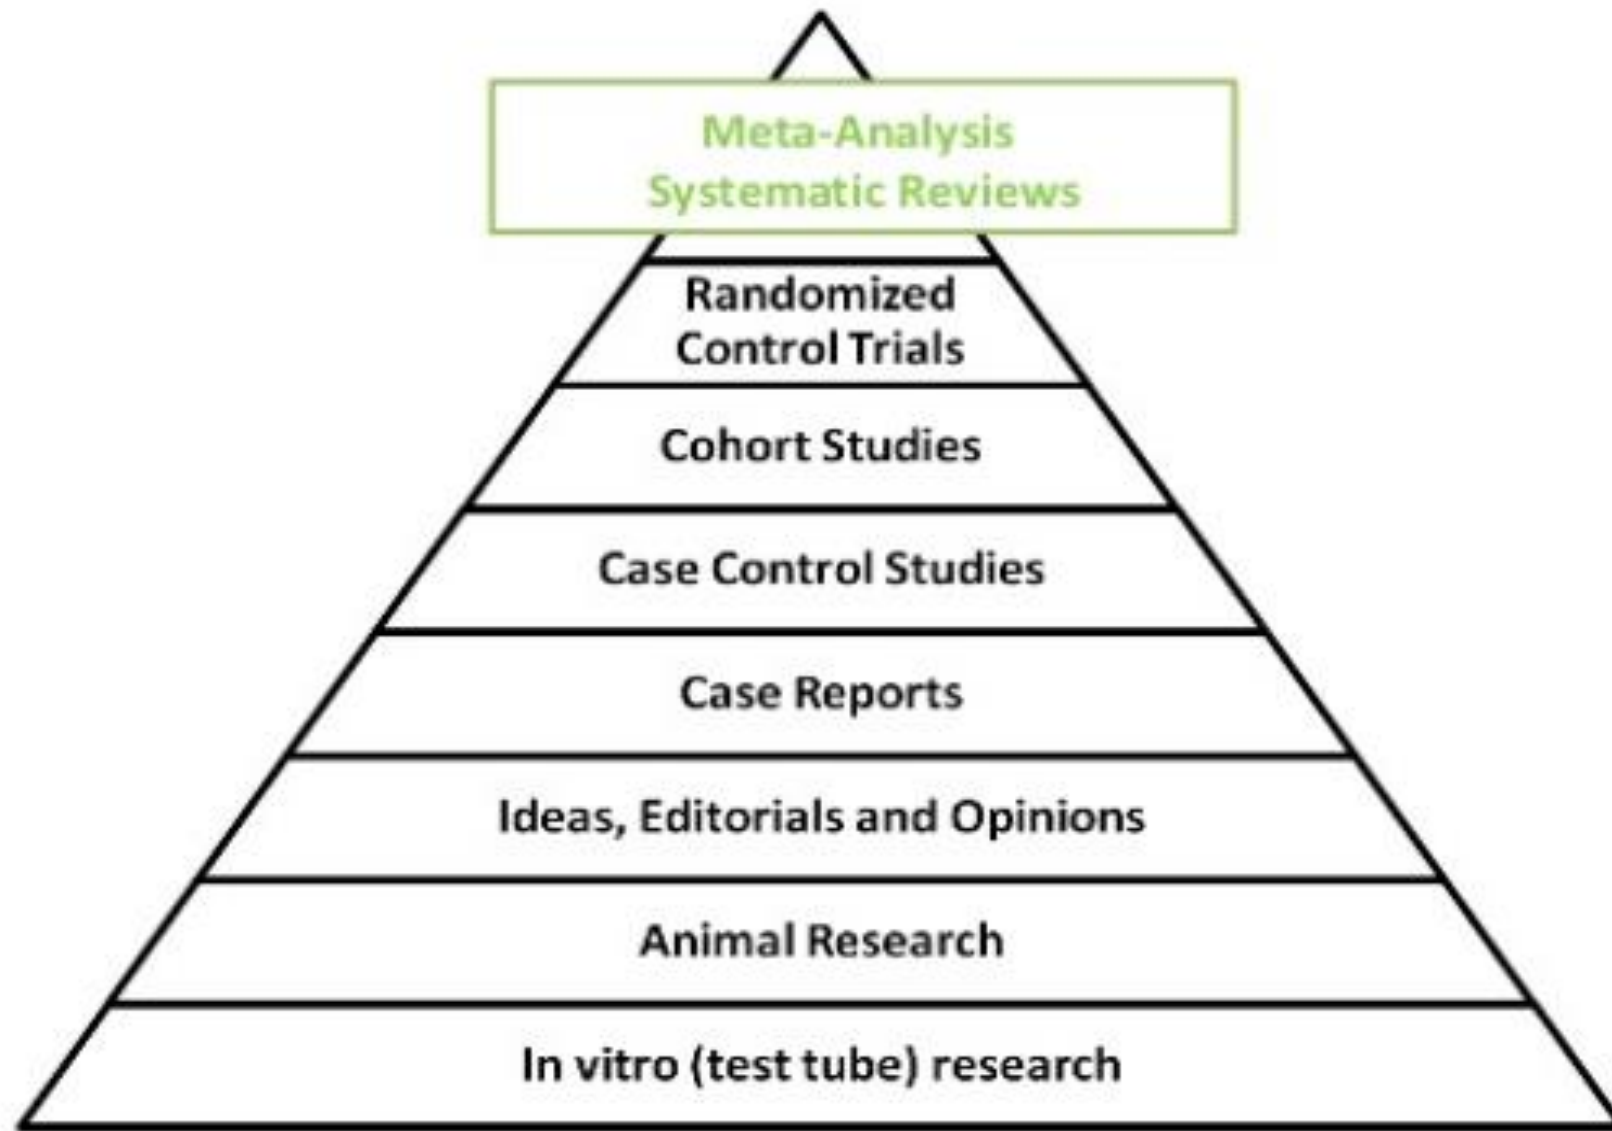 Meta-Analysis
Systematic Reviews
Randomized
Control Trials
Cohort Studies
Case Control Studies
Case Reports
Ideas, Editorials and Opinions
Animal Research
In vitro (test tube) research